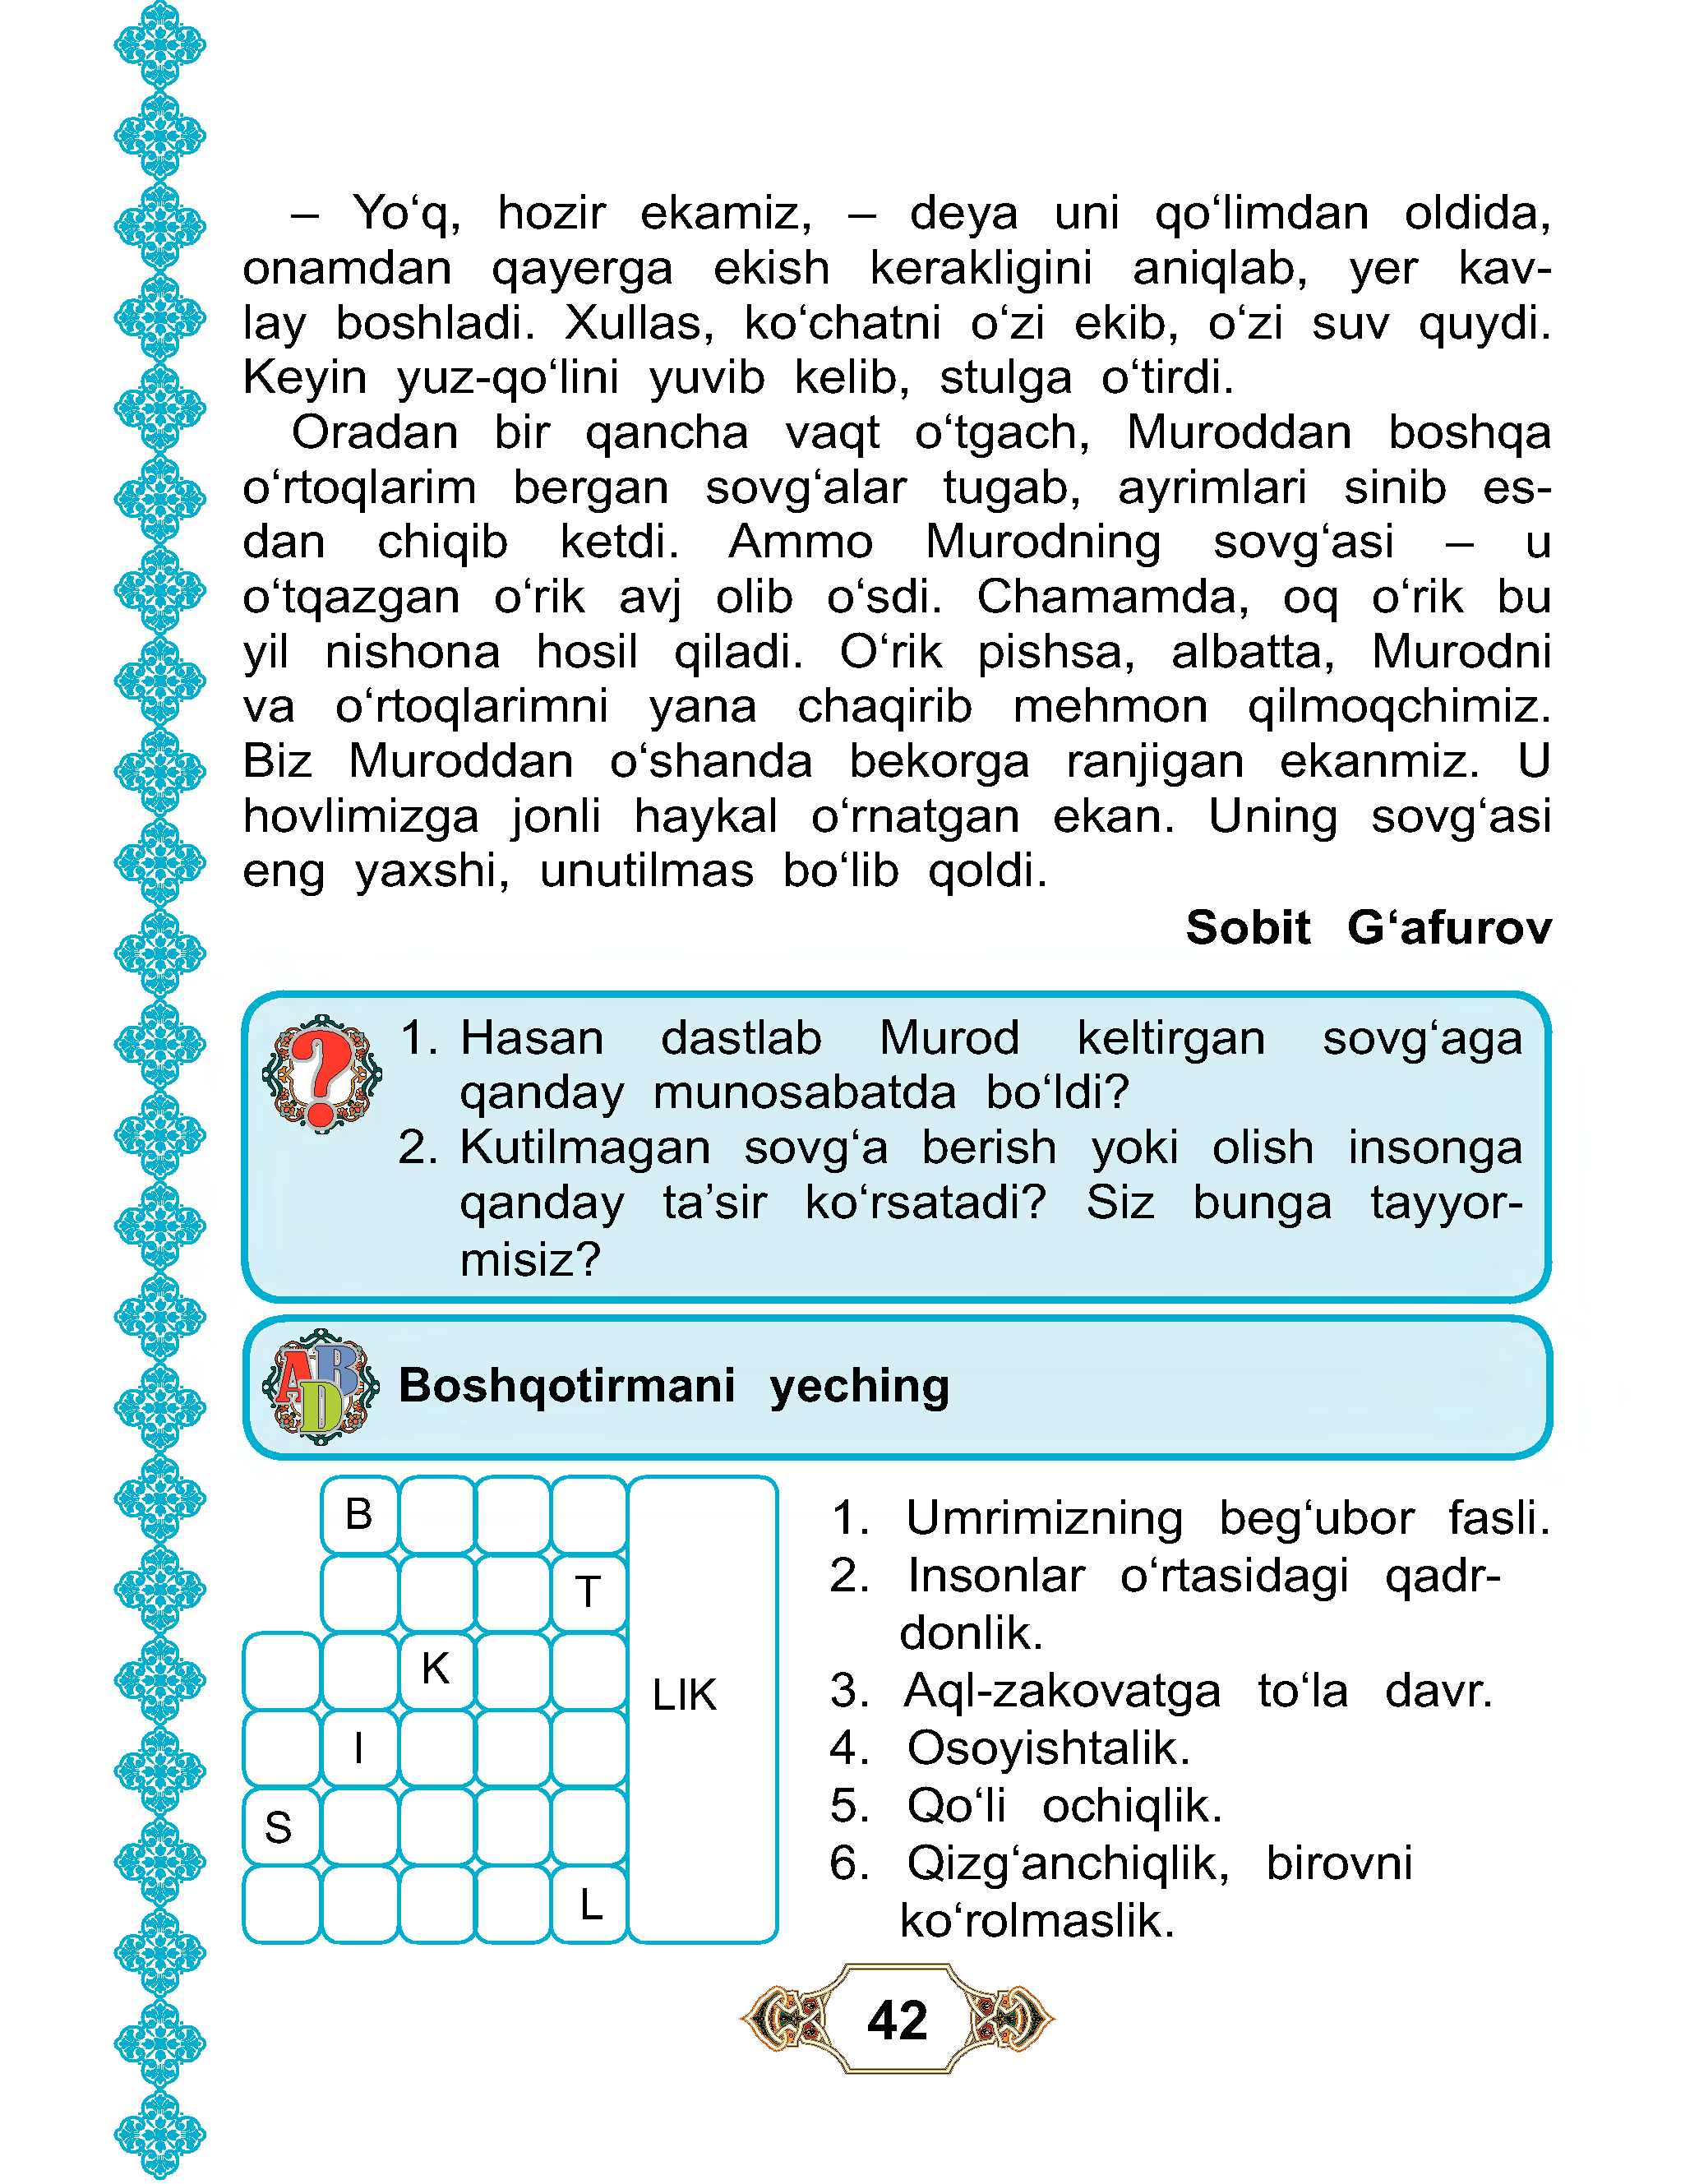 – Yo‘q, hozir ekamiz, – deya uni qo‘limdan oldida,
onamdan qayerga ekish kerakligini aniqlab, yer kav-
lay boshladi. Xullas, ko‘chatni o‘zi ekib, o‘zi suv quydi.
Keyin yuz-qo‘lini yuvib kelib, stulga o‘tirdi.
Oradan bir qancha vaqt o‘tgach, Muroddan boshqa
o‘rtoqlarim bergan sovg‘alar tugab, ayrimlari sinib es-
dan chiqib ketdi. Ammo Murodning sovg‘asi – u
o‘tqazgan o‘rik avj olib o‘sdi. Chamamda, oq o‘rik bu
yil nishona hosil qiladi. O‘rik pishsa, albatta, Murodni
va o‘rtoqlarimni yana chaqirib mehmon qilmoqchimiz.
Biz Muroddan o‘shanda bekorga ranjigan ekanmiz. U
hovlimizga jonli haykal o‘rnatgan ekan. Uning sovg‘asi
eng yaxshi, unutilmas bo‘lib qoldi.
Sobit G‘afurov
?
1. Hasan dastlab Murod keltirgan sovg‘aga
qanday munosabatda bo‘ldi?
2. Kutilmagan sovg‘a berish yoki olish insonga
qanday ta’sir ko‘rsatadi? Siz bunga tayyor-
misiz?
ABD
Boshqotirmani yeching
B
T
K
LIK
I
S
L
1. Umrimizning beg‘ubor fasli.
2. Insonlar o‘rtasidagi qadr-
donlik.
3. Aql-zakovatga to‘la davr.
4. Osoyishtalik.
5. Qo‘li ochiqlik.
6. Qizg‘anchiqlik, birovni
ko‘rolmaslik.
42